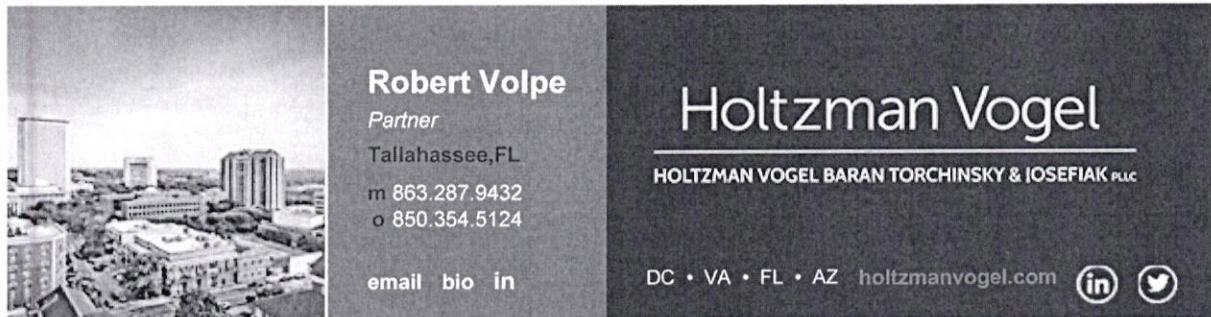 Robert Volpe
Partner
Tallahassee,FL
m 863.287.9432
o 850.354.5124
email bio in
Holtzman Vogel
HOLTZMAN VOGEL BARAN TORCHINSKY & JOSEFIAK PLLC
DC • VA • FL • AZ holtzmanvogel.com in